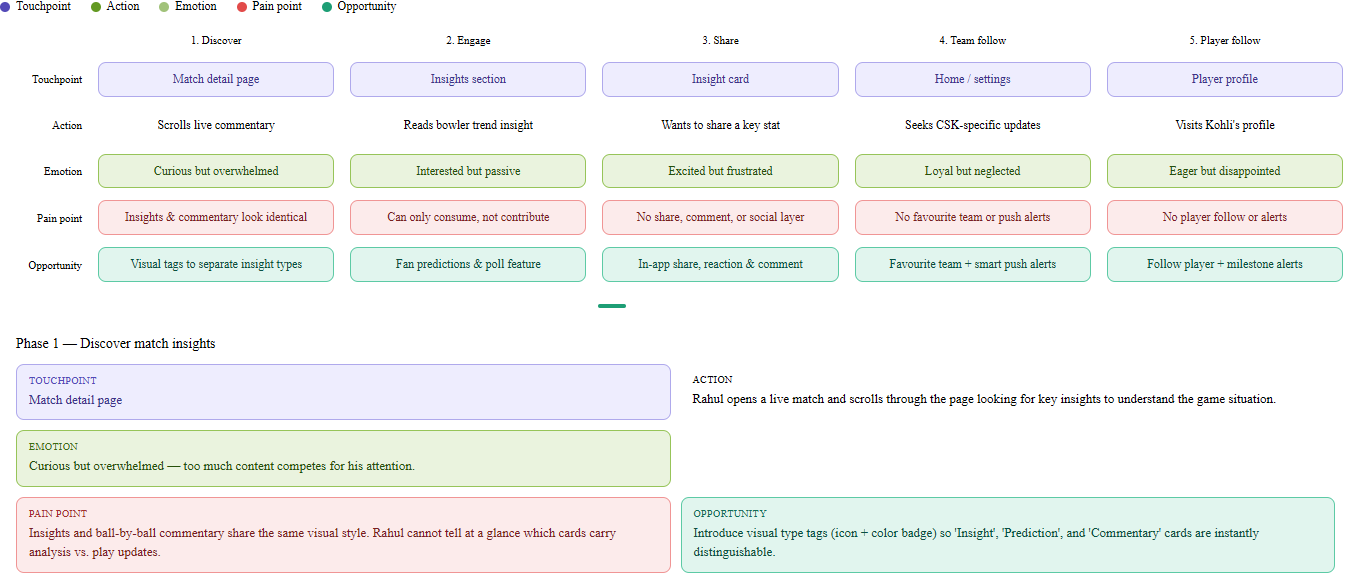 Touchpoint Action Emotion Pain point Opportunity
1. Discover 2. Engage 3. Share 4. Team follow 5. Player follow
Touchpoint Match detail page Insights section Insight card Home / settings Player profile
Action Scrolls live commentary Reads bowler trend insight Wants to share a key stat Seeks CSK-specific updates Visits Kohli's profile
Emotion Curious but overwhelmed Interested but passive Excited but frustrated Loyal but neglected Eager but disappointed
Pain point Insights & commentary look identical Can only consume, not contribute No share, comment, or social layer No favourite team or push alerts No player follow or alerts
Opportunity Visual tags to separate insight types Fan predictions & poll feature In-app share, reaction & comment Favourite team + smart push alerts Follow player + milestone alerts
Phase 1 — Discover match insights
TOUCHPOINT
Match detail page
ACTION
Rahul opens a live match and scrolls through the page looking for key insights to understand the game situation.
EMOTION
Curious but overwhelmed — too much content competes for his attention.
PAIN POINT
Insights and ball-by-ball commentary share the same visual style. Rahul cannot tell at a glance which cards carry
analysis vs. play updates.
OPPORTUNITY
Introduce visual type tags (icon + color badge) so 'Insight', 'Prediction', and 'Commentary' cards are instantly
distinguishable.